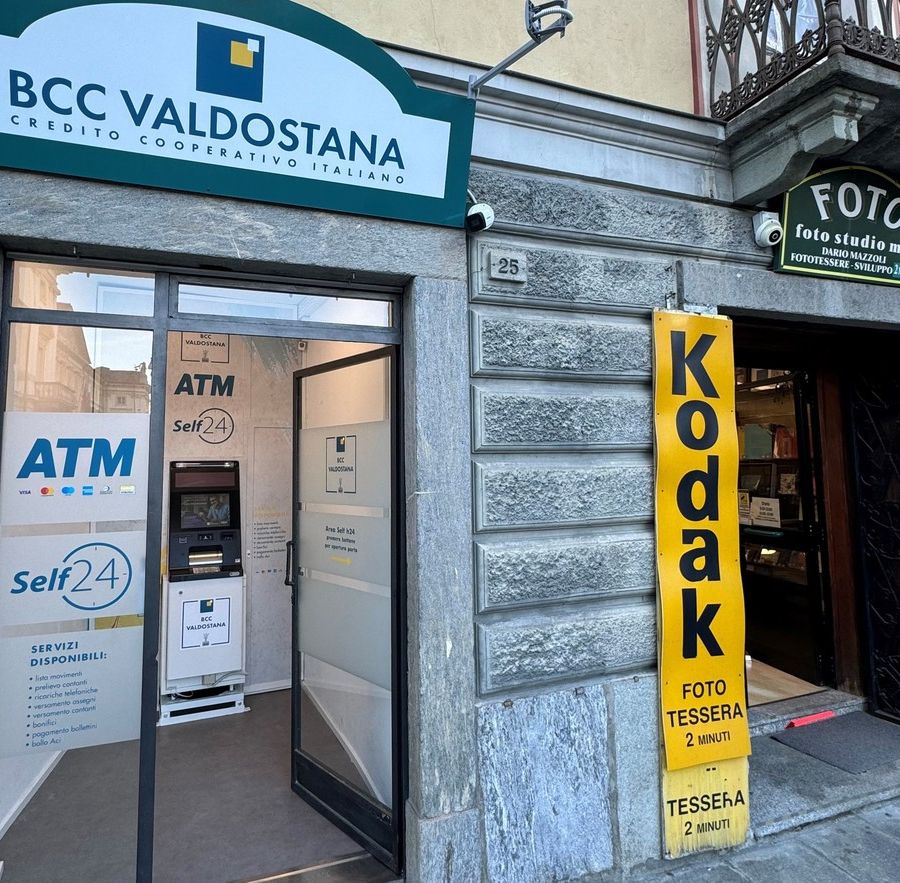 BCC VALDOSTANA
CREDITO COOPERATIVO ITALIANO
25
FOTO
foto studio
DARIO MAZZOLI
FOTOTESSERE - SVILUPPO
BCC
VALDOSTANA
ATM
Self24
ATM
VISA
Self24
SERVIZI
DISPONIBILI:
• lista movimenti
• prelievo contanti
• ricariche telefoniche
• versamento assegni
• versamento contanti
• bonifici
• pagamento bollettini
• bollo Aci
BCC
VALDOSTANA
BCC
VALDOSTANA
Area Self h24
premere bottone
per apertura porta
Kodak
FOTO
TESSERA
2 MINUTI
TESSERA
2 MINUTI